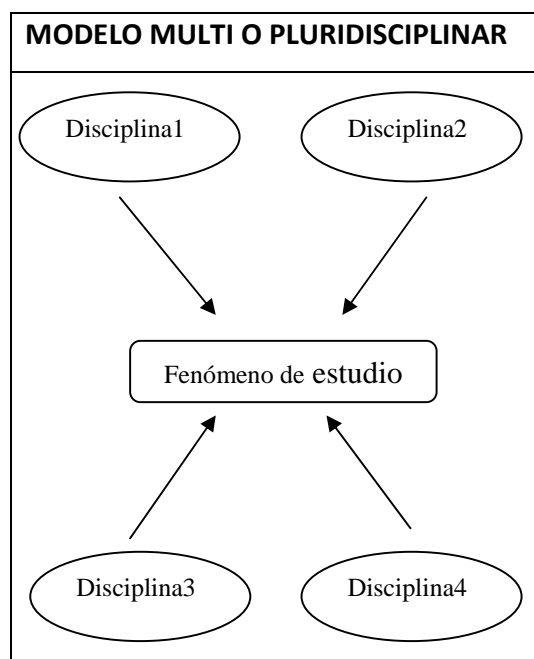 MODELO MULTI O PLURIDISCIPLINAR
Disciplina1
Disciplina2
Fenómeno de estudio
Disciplina3
Disciplina4